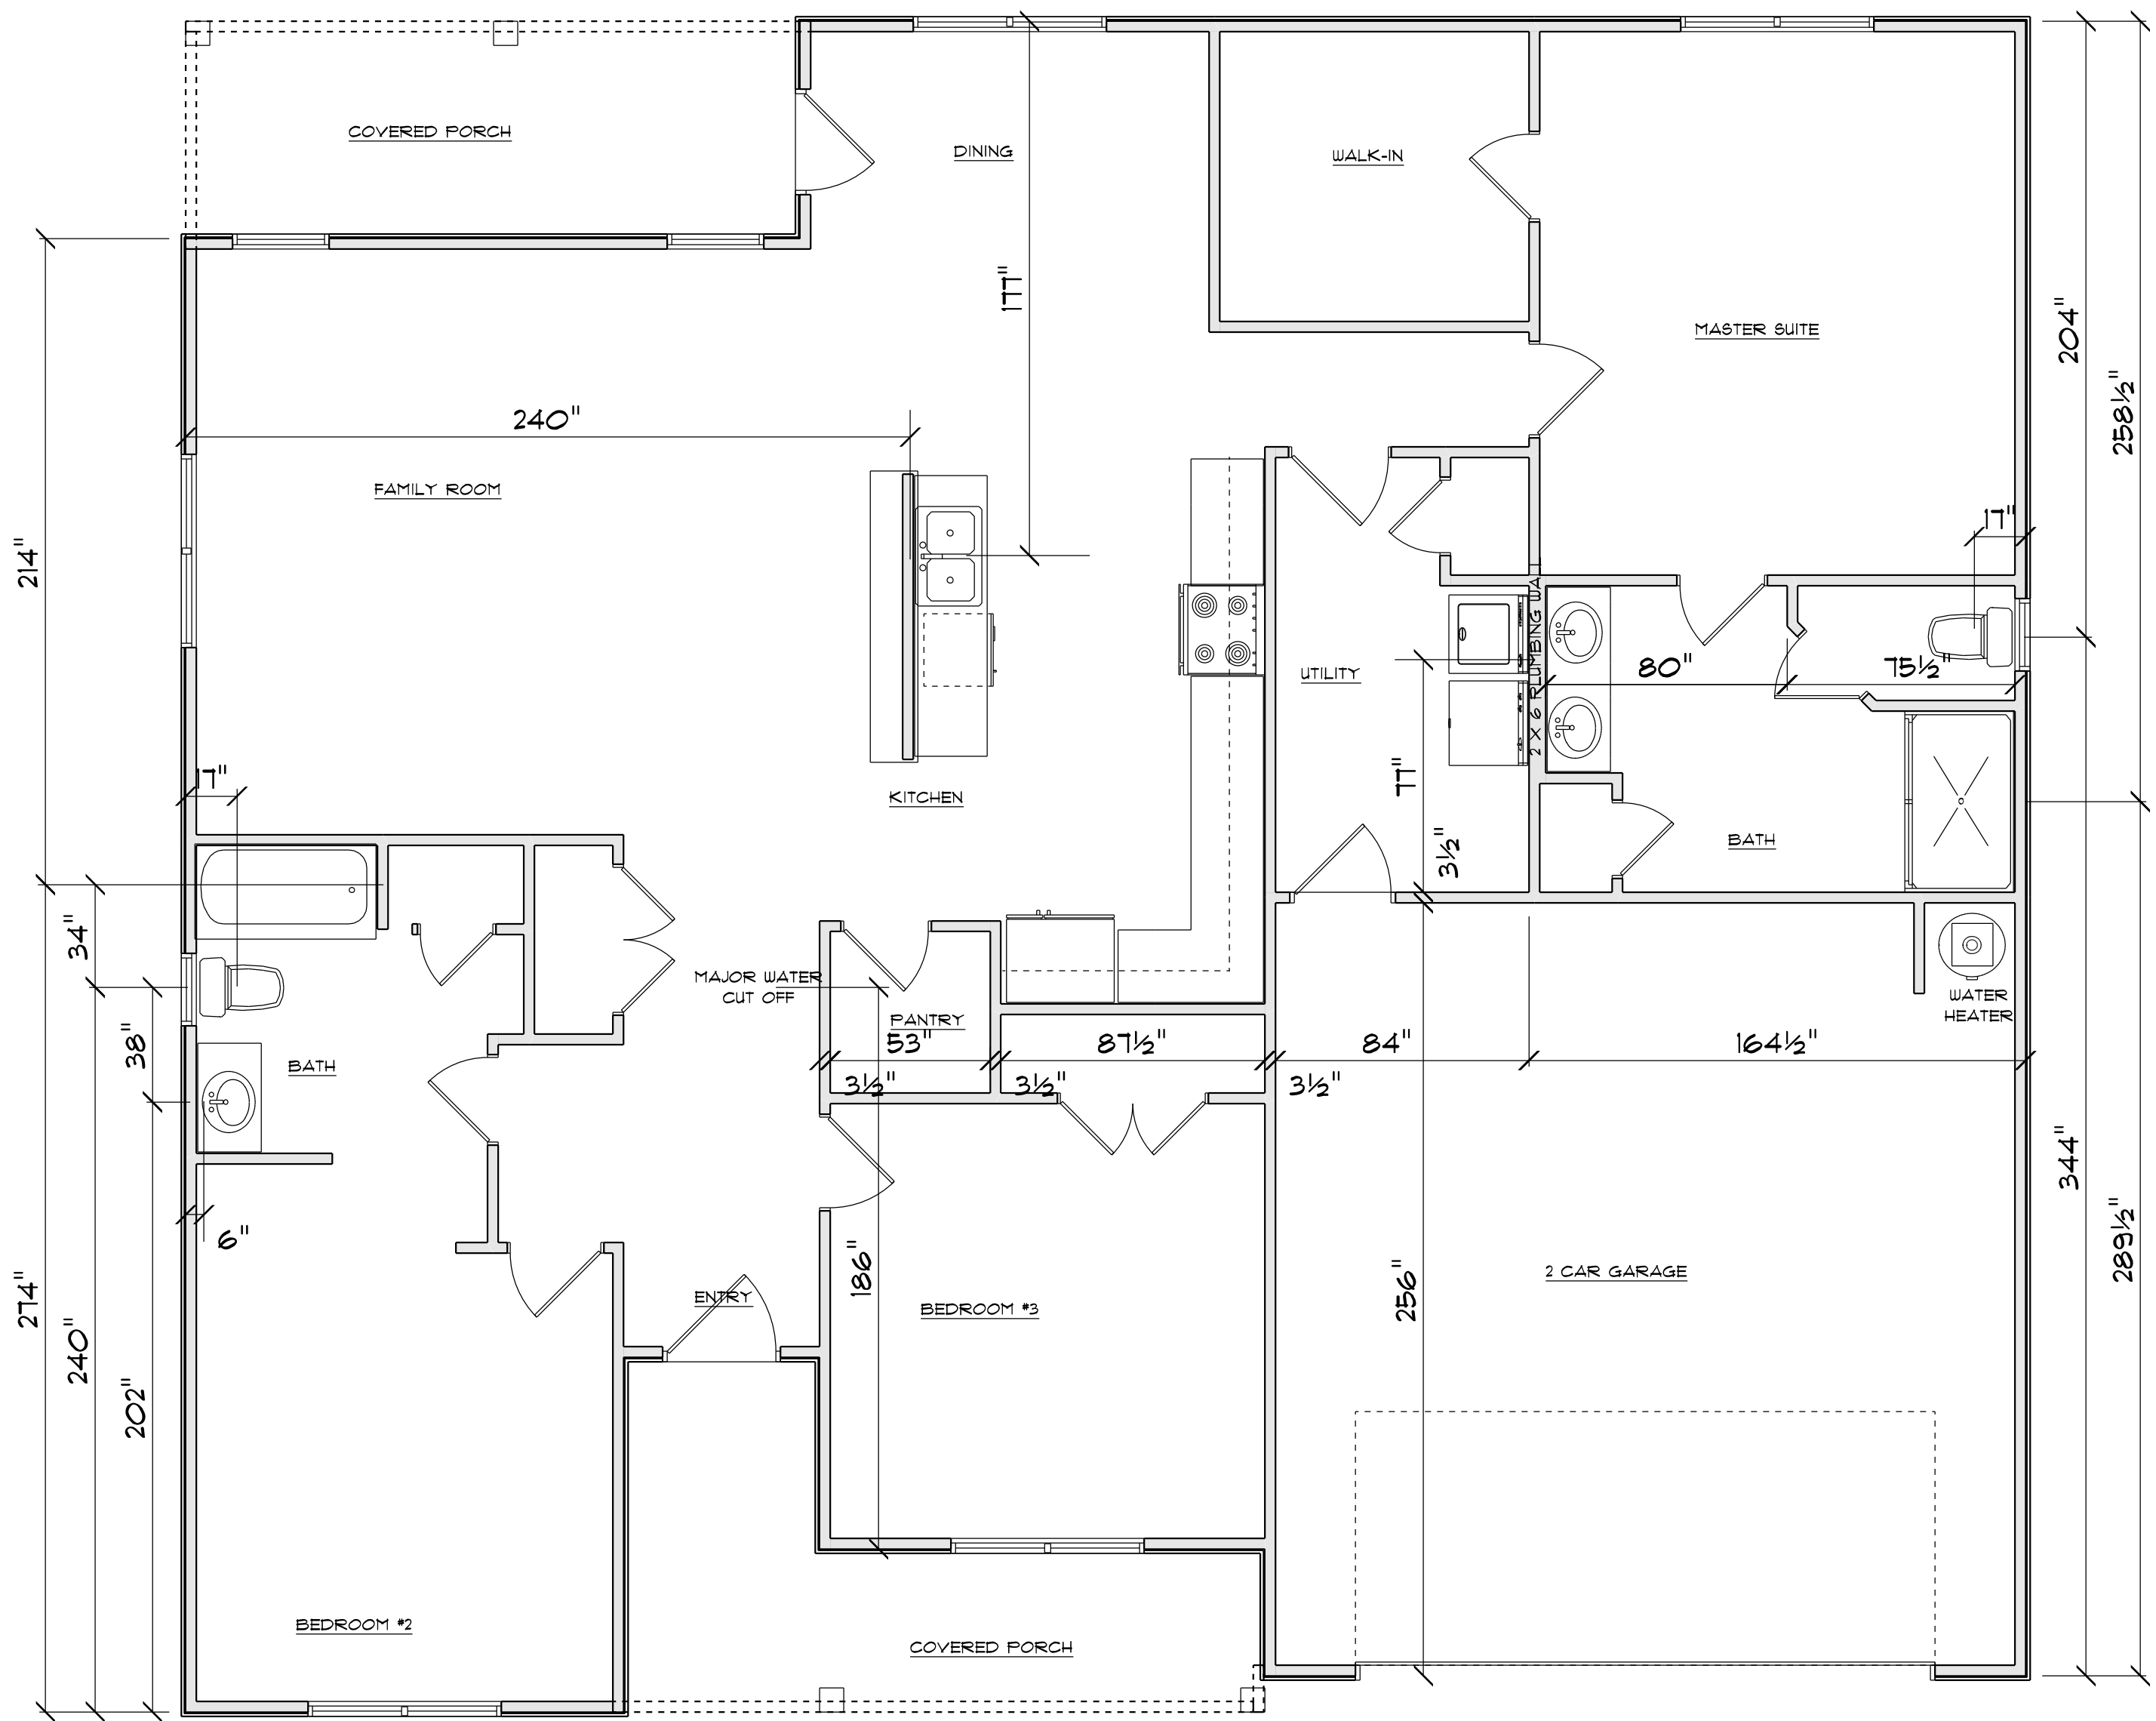 COVERED PORCH
DINING
WALK-IN
177"
MASTER SUITE
204"
258½"
240"
FAMILY ROOM
17"
214"
2 X 6 PLUMBING WA
UTILITY
80"
75½"
17"
KITCHEN
77"
3½"
BATH
34"
MAJOR WATER
CUT OFF
PANTRY
WATER
HEATER
38"
53"
87½"
84"
164½"
BATH
3½"
3½"
3½"
344"
6"
289½"
186"
256"
2 CAR GARAGE
274"
ENTRY
BEDROOM #3
240"
202"
BEDROOM #2
COVERED PORCH